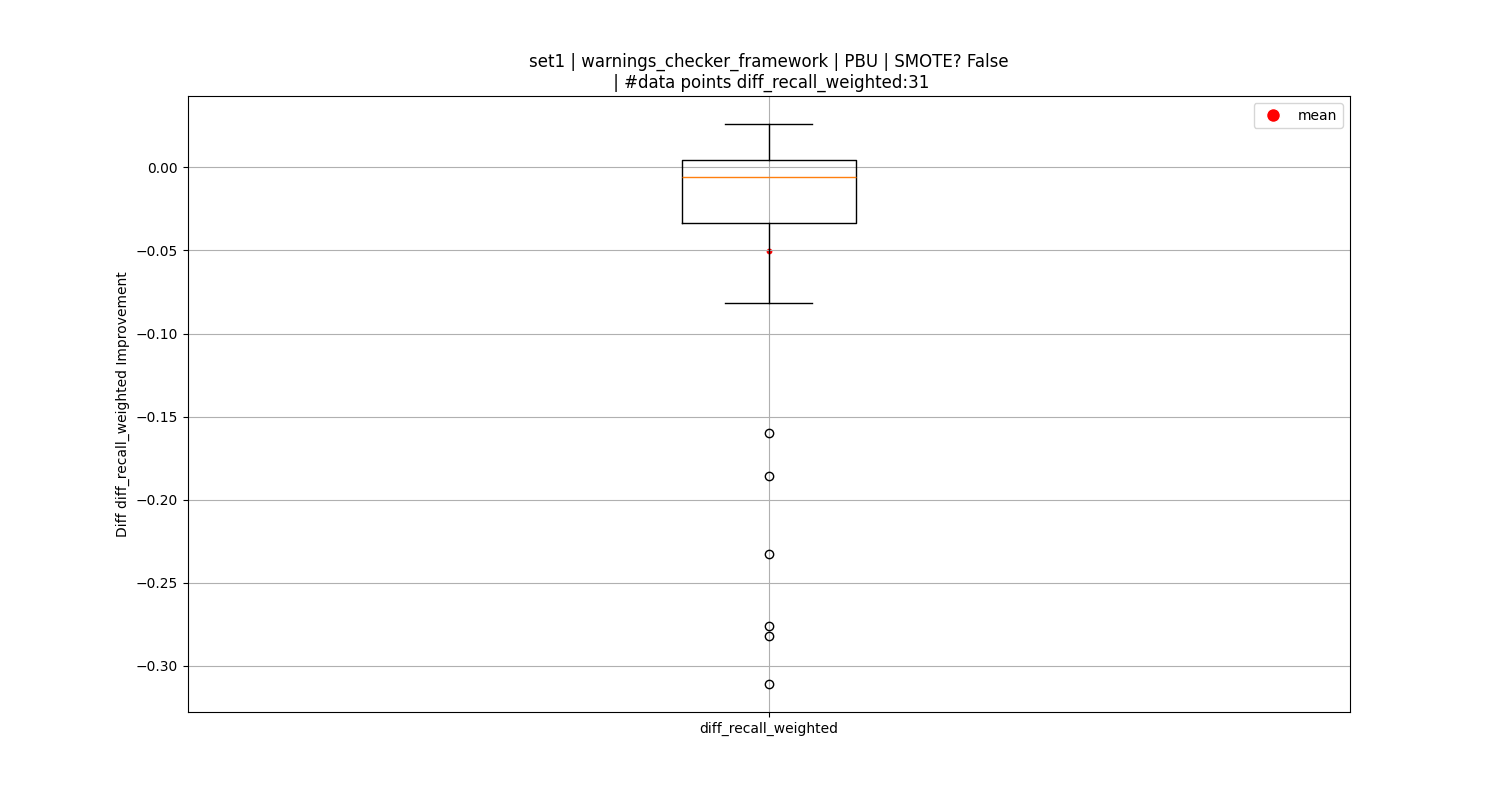 set1 | warnings_checker_framework | PBU | SMOTE? False
| #data points diff_recall_weighted:31
mean
0.00
−0.05
−0.10
−0.15
−0.20
−0.25
−0.30
Diff diff_recall_weighted Improvement
diff_recall_weighted